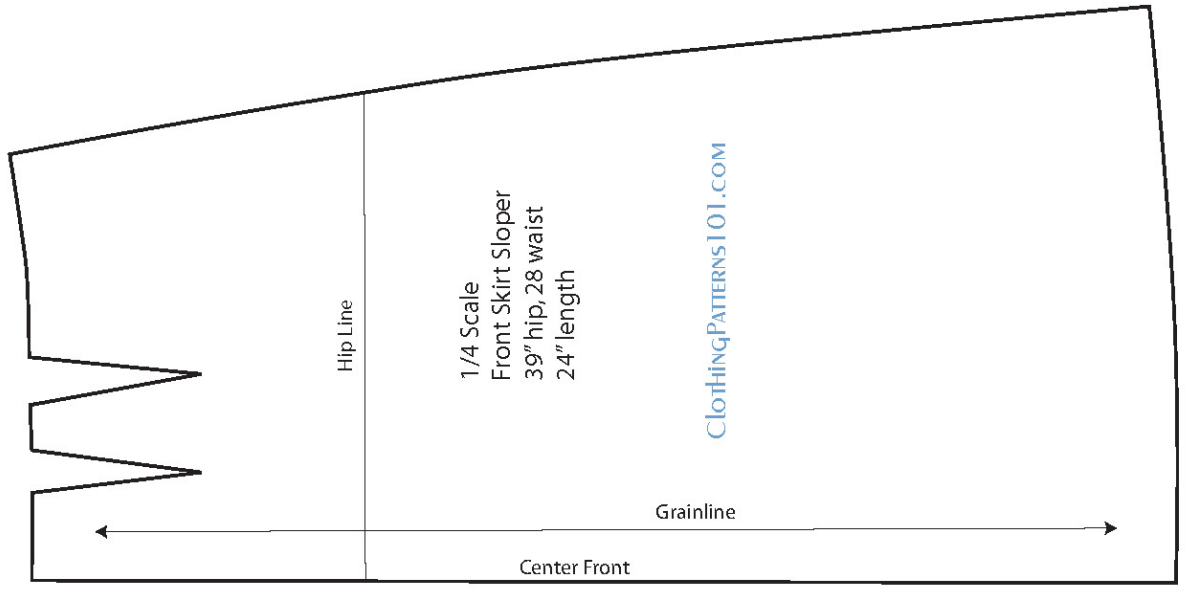 Hip Line
1/4 Scale
Front Skirt Sloper
39" hip, 28 waist
24" length
ClothingPatterns101.com
Grainline
Center Front